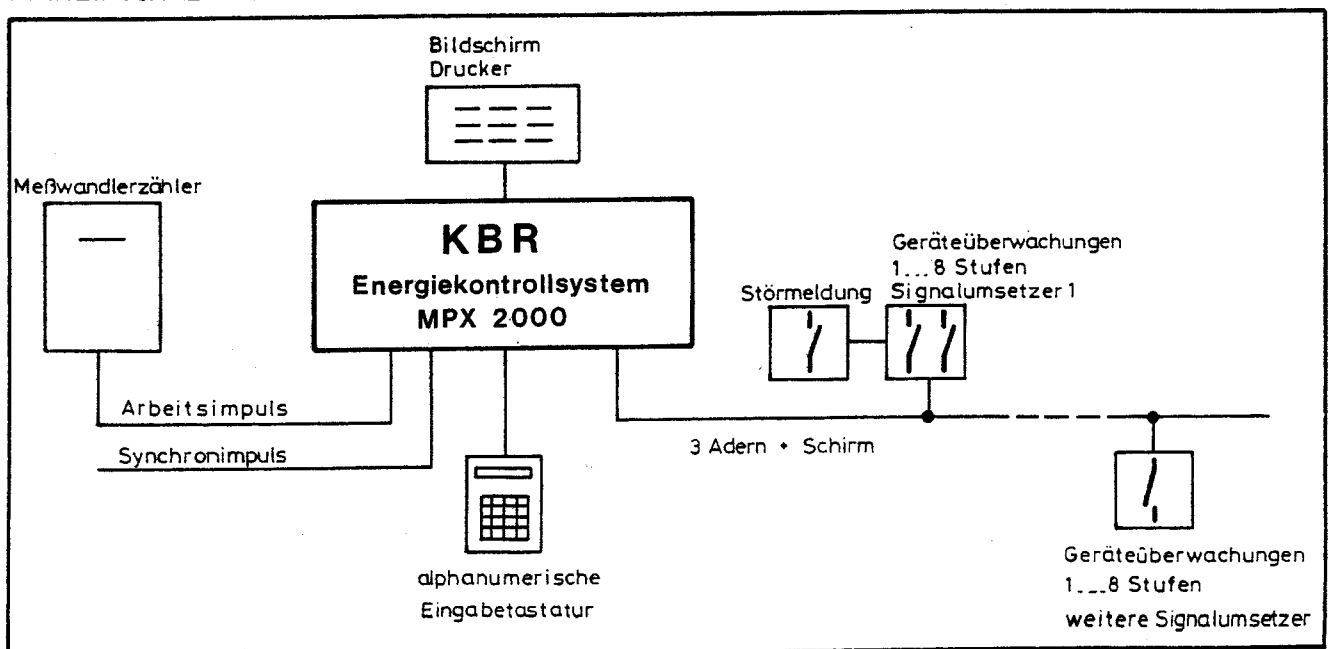 Bildschirm
Drucker
Meßwandlerzähler
KBR
Energiekontrollsystem
MPX 2000
Geräteüberwachungen
1...8 Stufen
Störmeldung
Signalumsetzer 1
Arbeitsimpuls
Synchronimpuls
3 Adern + Schirm
alphanumerische
Eingabetastatur
Geräteüberwachungen
1...8 Stufen
weitere Signalumsetzer